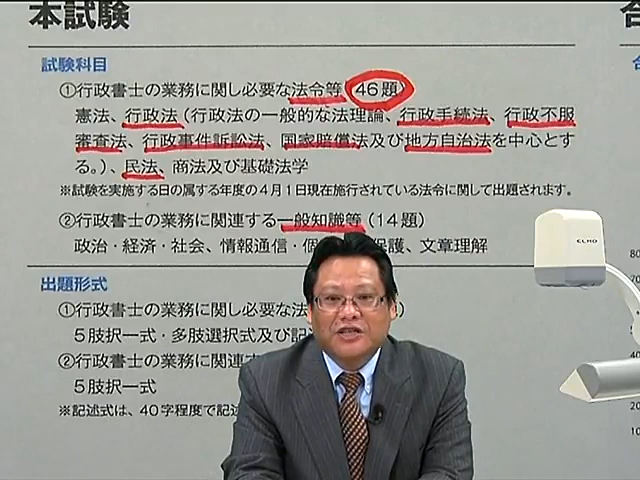 本試験
試験科目
①行政書士の業務に関し必要な法令等(46題)
憲法、行政法(行政法の一般的な法理論、行政手続法、行政不服
審査法、行政事件訴訟法、国家賠償法及び地方自治法を中心とす
る。)、民法、商法及び基礎法学
※試験を実施する日の属する年度の4月1日現在施行されている法令に関して出題されます。
②行政書士の業務に関連する一般知識等(14題)
政治・経済・社会、情報通信・個 保護、文章理解
出題形式
①行政書士の業務に関し必要な法 )
5肢択一式・多肢選択式及び記
②行政書士の業務に関連す
5肢択一式
※記述式は、40字程度で記
ELMO
80
20
10